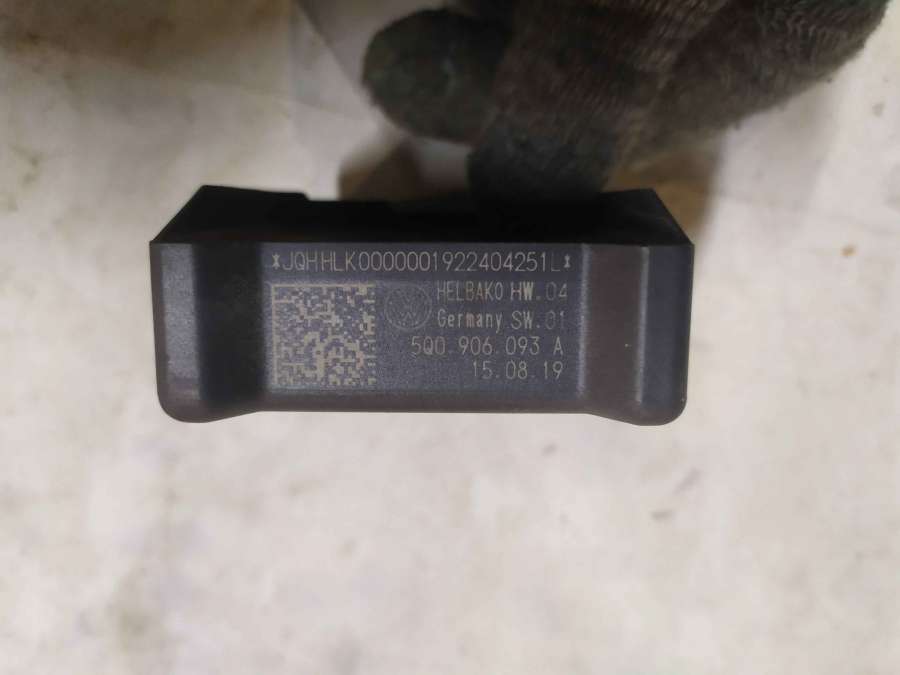 *JQHHLK0000001922404251L*
HELBAKO HW.04
Germany SW.01
5Q0.906.093 A
15.08.19